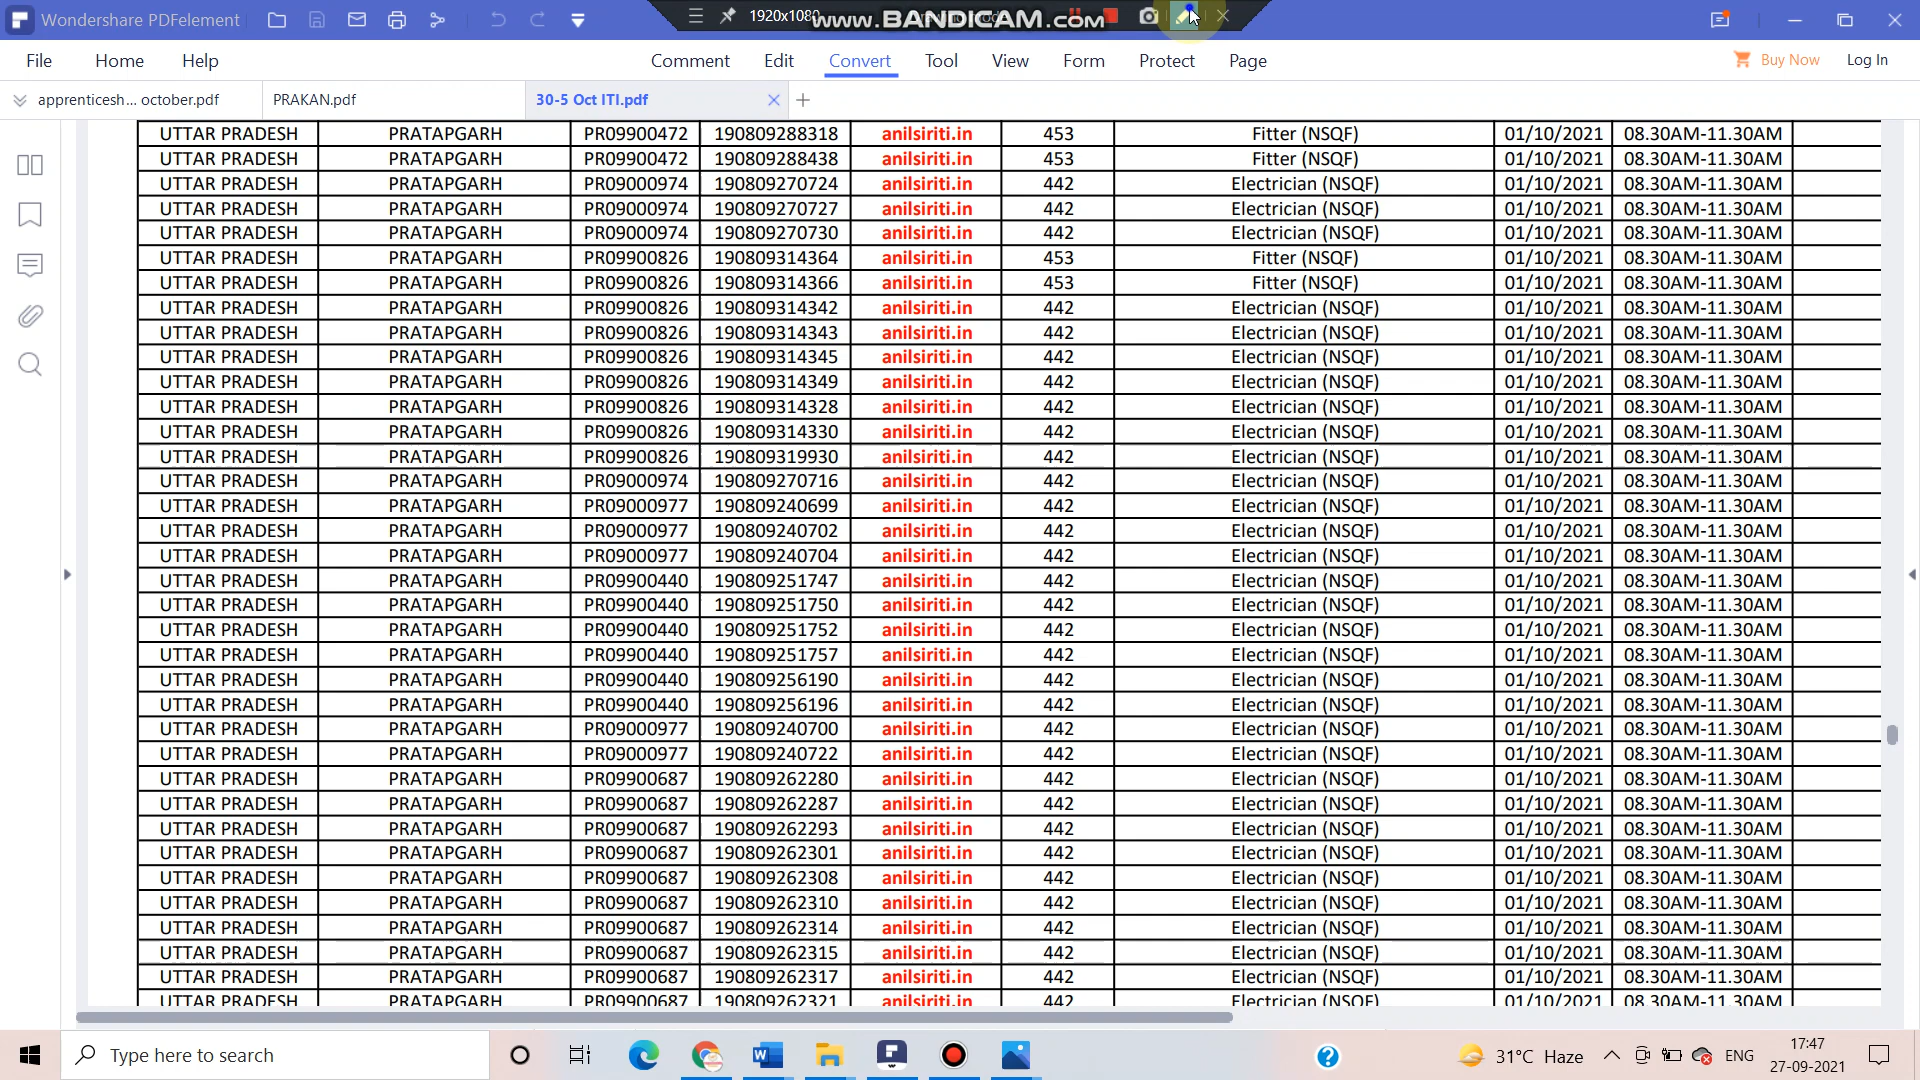 Wondershare PDFelement
1920x1080
www.BANDICAM.com
File Home Help Comment Edit Convert Tool View Form Protect Page Buy Now Log In
apprenticesh... october.pdf PRAKAN.pdf 30-5 Oct ITI.pdf
UTTAR PRADESH PRATAPGARH PR09900472 190809288318 anilsiriti.in 453 Fitter (NSQF) 01/10/2021 08.30AM-11.30AM
UTTAR PRADESH PRATAPGARH PR09900472 190809288438 anilsiriti.in 453 Fitter (NSQF) 01/10/2021 08.30AM-11.30AM
UTTAR PRADESH PRATAPGARH PR09000974 190809270724 anilsiriti.in 442 Electrician (NSQF) 01/10/2021 08.30AM-11.30AM
UTTAR PRADESH PRATAPGARH PR09000974 190809270727 anilsiriti.in 442 Electrician (NSQF) 01/10/2021 08.30AM-11.30AM
UTTAR PRADESH PRATAPGARH PR09000974 190809270730 anilsiriti.in 442 Electrician (NSQF) 01/10/2021 08.30AM-11.30AM
UTTAR PRADESH PRATAPGARH PR09900826 190809314364 anilsiriti.in 453 Fitter (NSQF) 01/10/2021 08.30AM-11.30AM
UTTAR PRADESH PRATAPGARH PR09900826 190809314366 anilsiriti.in 453 Fitter (NSQF) 01/10/2021 08.30AM-11.30AM
UTTAR PRADESH PRATAPGARH PR09900826 190809314342 anilsiriti.in 442 Electrician (NSQF) 01/10/2021 08.30AM-11.30AM
UTTAR PRADESH PRATAPGARH PR09900826 190809314343 anilsiriti.in 442 Electrician (NSQF) 01/10/2021 08.30AM-11.30AM
UTTAR PRADESH PRATAPGARH PR09900826 190809314345 anilsiriti.in 442 Electrician (NSQF) 01/10/2021 08.30AM-11.30AM
UTTAR PRADESH PRATAPGARH PR09900826 190809314349 anilsiriti.in 442 Electrician (NSQF) 01/10/2021 08.30AM-11.30AM
UTTAR PRADESH PRATAPGARH PR09900826 190809314328 anilsiriti.in 442 Electrician (NSQF) 01/10/2021 08.30AM-11.30AM
UTTAR PRADESH PRATAPGARH PR09900826 190809314330 anilsiriti.in 442 Electrician (NSQF) 01/10/2021 08.30AM-11.30AM
UTTAR PRADESH PRATAPGARH PR09900826 190809319930 anilsiriti.in 442 Electrician (NSQF) 01/10/2021 08.30AM-11.30AM
UTTAR PRADESH PRATAPGARH PR09000974 190809270716 anilsiriti.in 442 Electrician (NSQF) 01/10/2021 08.30AM-11.30AM
UTTAR PRADESH PRATAPGARH PR09000977 190809240699 anilsiriti.in 442 Electrician (NSQF) 01/10/2021 08.30AM-11.30AM
UTTAR PRADESH PRATAPGARH PR09000977 190809240702 anilsiriti.in 442 Electrician (NSQF) 01/10/2021 08.30AM-11.30AM
UTTAR PRADESH PRATAPGARH PR09000977 190809240704 anilsiriti.in 442 Electrician (NSQF) 01/10/2021 08.30AM-11.30AM
UTTAR PRADESH PRATAPGARH PR09900440 190809251747 anilsiriti.in 442 Electrician (NSQF) 01/10/2021 08.30AM-11.30AM
UTTAR PRADESH PRATAPGARH PR09900440 190809251750 anilsiriti.in 442 Electrician (NSQF) 01/10/2021 08.30AM-11.30AM
UTTAR PRADESH PRATAPGARH PR09900440 190809251752 anilsiriti.in 442 Electrician (NSQF) 01/10/2021 08.30AM-11.30AM
UTTAR PRADESH PRATAPGARH PR09900440 190809251757 anilsiriti.in 442 Electrician (NSQF) 01/10/2021 08.30AM-11.30AM
UTTAR PRADESH PRATAPGARH PR09900440 190809256190 anilsiriti.in 442 Electrician (NSQF) 01/10/2021 08.30AM-11.30AM
UTTAR PRADESH PRATAPGARH PR09900440 190809256196 anilsiriti.in 442 Electrician (NSQF) 01/10/2021 08.30AM-11.30AM
UTTAR PRADESH PRATAPGARH PR09000977 190809240700 anilsiriti.in 442 Electrician (NSQF) 01/10/2021 08.30AM-11.30AM
UTTAR PRADESH PRATAPGARH PR09000977 190809240722 anilsiriti.in 442 Electrician (NSQF) 01/10/2021 08.30AM-11.30AM
UTTAR PRADESH PRATAPGARH PR09900687 190809262280 anilsiriti.in 442 Electrician (NSQF) 01/10/2021 08.30AM-11.30AM
UTTAR PRADESH PRATAPGARH PR09900687 190809262287 anilsiriti.in 442 Electrician (NSQF) 01/10/2021 08.30AM-11.30AM
UTTAR PRADESH PRATAPGARH PR09900687 190809262293 anilsiriti.in 442 Electrician (NSQF) 01/10/2021 08.30AM-11.30AM
UTTAR PRADESH PRATAPGARH PR09900687 190809262301 anilsiriti.in 442 Electrician (NSQF) 01/10/2021 08.30AM-11.30AM
UTTAR PRADESH PRATAPGARH PR09900687 190809262308 anilsiriti.in 442 Electrician (NSQF) 01/10/2021 08.30AM-11.30AM
UTTAR PRADESH PRATAPGARH PR09900687 190809262310 anilsiriti.in 442 Electrician (NSQF) 01/10/2021 08.30AM-11.30AM
UTTAR PRADESH PRATAPGARH PR09900687 190809262314 anilsiriti.in 442 Electrician (NSQF) 01/10/2021 08.30AM-11.30AM
UTTAR PRADESH PRATAPGARH PR09900687 190809262315 anilsiriti.in 442 Electrician (NSQF) 01/10/2021 08.30AM-11.30AM
UTTAR PRADESH PRATAPGARH PR09900687 190809262317 anilsiriti.in 442 Electrician (NSQF) 01/10/2021 08.30AM-11.30AM
UTTAR PRADESH PRATAPGARH PR09900687 190809262321 anilsiriti.in 442 Electrician (NSQF) 01/10/2021 08.30AM-11.30AM
Type here to search
31°C Haze
ENG
17:47
27-09-2021